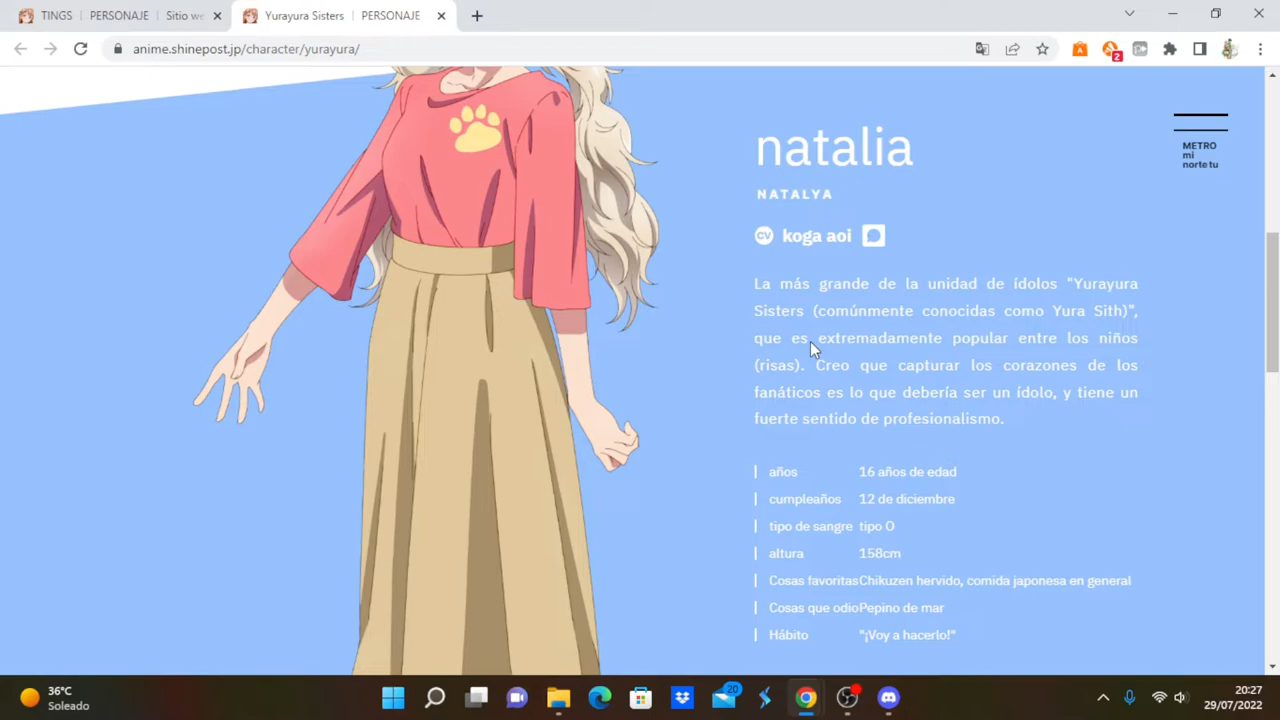 TINGS | PERSONAJE | Sitio we
Yurayura Sisters | PERSONAJE
anime.shinepost.jp/character/yurayura/
2
METRO
mi
norte tu
natalia
NATALYA
CV koga aoi
La más grande de la unidad de ídolos "Yurayura
Sisters (comúnmente conocidas como Yura Sith)",
que es extremadamente popular entre los niños
(risas). Creo que capturar los corazones de los
fanáticos es lo que debería ser un ídolo, y tiene un
fuerte sentido de profesionalismo.
años 16 años de edad
cumpleaños 12 de diciembre
tipo de sangre tipo O
altura 158cm
Cosas favoritasChikuzen hervido, comida japonesa en general
Cosas que odioPepino de mar
Hábito "¡Voy a hacerlo!"
36°C
Soleado
20
20:27
29/07/2022